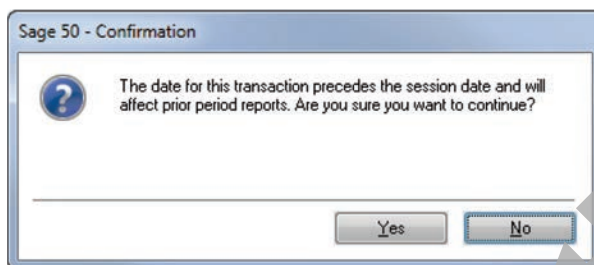 Sage 50 - Confirmation
The date for this transaction precedes the session date and will
affect prior period reports. Are you sure you want to continue?
Yes
No